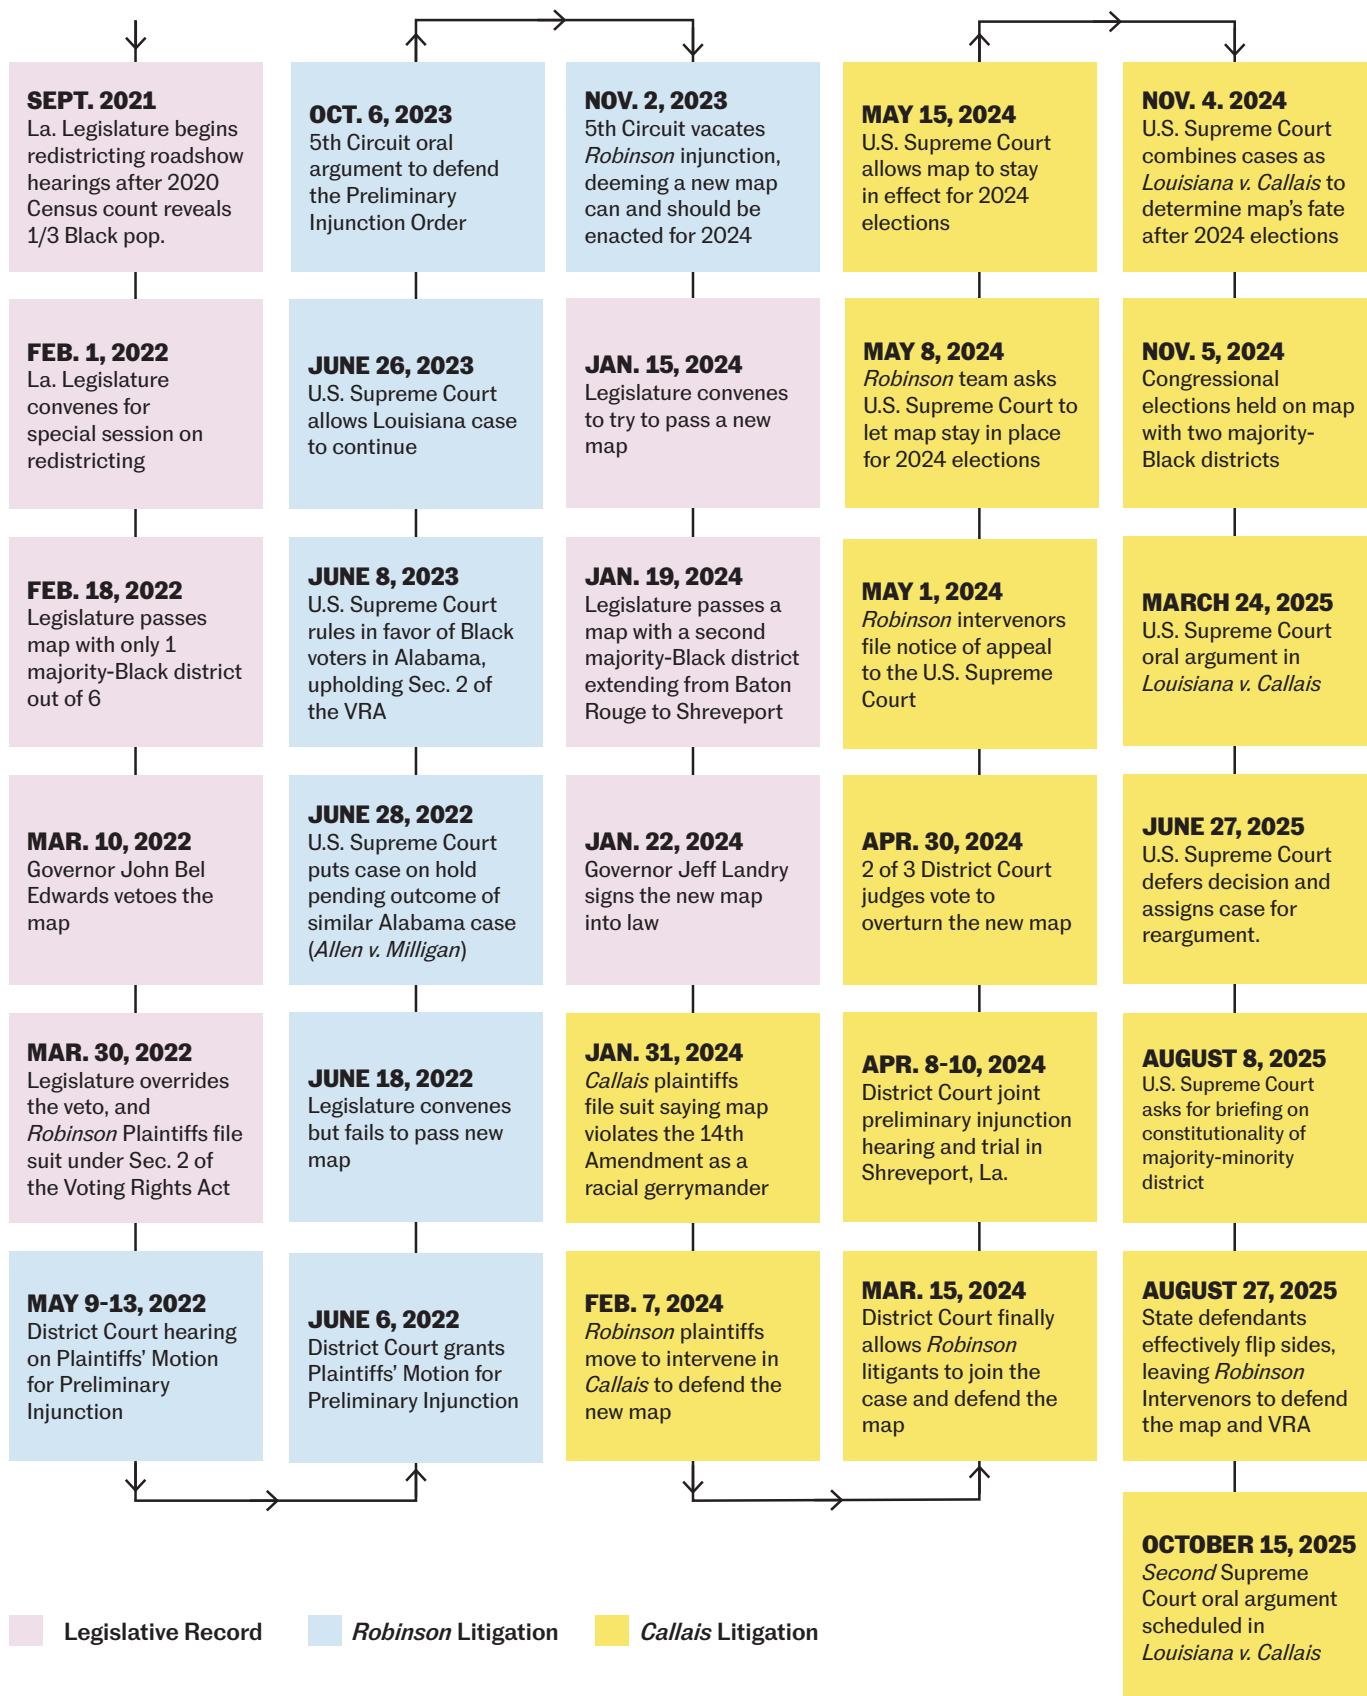 SEPT. 2021
La. Legislature begins
redistricting roadshow
hearings after 2020
Census count reveals
1/3 Black pop.
FEB. 1, 2022
La. Legislature
convenes for
special session on
redistricting
FEB. 18, 2022
Legislature passes
map with only 1
majority-Black district
out of 6
MAR. 10, 2022
Governor John Bel
Edwards vetoes the
map
MAR. 30, 2022
Legislature overrides
the veto, and
Robinson Plaintiffs file
suit under Sec. 2 of
the Voting Rights Act
MAY 9-13, 2022
District Court hearing
on Plaintiffs’ Motion
for Preliminary
Injunction
JUNE 6, 2022
District Court grants
Plaintiffs’ Motion for
Preliminary Injunction
JUNE 18, 2022
Legislature convenes
but fails to pass new
map
JUNE 28, 2022
U.S. Supreme Court
puts case on hold
pending outcome of
similar Alabama case
(Allen v. Milligan)
JUNE 8, 2023
U.S. Supreme Court
rules in favor of Black
voters in Alabama,
upholding Sec. 2 of
the VRA
JUNE 26, 2023
U.S. Supreme Court
allows Louisiana case
to continue
OCT. 6, 2023
5th Circuit oral
argument to defend
the Preliminary
Injunction Order
NOV. 2, 2023
5th Circuit vacates
Robinson injunction,
deeming a new map
can and should be
enacted for 2024
JAN. 15, 2024
Legislature convenes
to try to pass a new
map
JAN. 19, 2024
Legislature passes a
map with a second
majority-Black district
extending from Baton
Rouge to Shreveport
JAN. 22, 2024
Governor Jeff Landry
signs the new map
into law
JAN. 31, 2024
Callais plaintiffs
file suit saying map
violates the 14th
Amendment as a
racial gerrymander
FEB. 7, 2024
Robinson plaintiffs
move to intervene in
Callais to defend the
new map
MAR. 15, 2024
District Court finally
allows Robinson
litigants to join the
case and defend the
map
APR. 8-10, 2024
District Court joint
preliminary injunction
hearing and trial in
Shreveport, La.
APR. 30, 2024
2 of 3 District Court
judges vote to
overturn the new map
MAY 1, 2024
Robinson intervenors
file notice of appeal
to the U.S. Supreme
Court
MAY 8, 2024
Robinson team asks
U.S. Supreme Court to
let map stay in place
for 2024 elections
MAY 15, 2024
U.S. Supreme Court
allows map to stay
in effect for 2024
elections
NOV. 4. 2024
U.S. Supreme Court
combines cases as
Louisiana v. Callais to
determine map’s fate
after 2024 elections
NOV. 5, 2024
Congressional
elections held on map
with two majority-
Black districts
MARCH 24, 2025
U.S. Supreme Court
oral argument in
Louisiana v. Callais
JUNE 27, 2025
U.S. Supreme Court
defers decision and
assigns case for
reargument.
AUGUST 8, 2025
U.S. Supreme Court
asks for briefing on
constitutionality of
majority-minority
district
AUGUST 27, 2025
State defendants
effectively flip sides,
leaving Robinson
Intervenors to defend
the map and VRA
OCTOBER 15, 2025
Second Supreme
Court oral argument
scheduled in
Louisiana v. Callais
Legislative Record
Robinson Litigation
Callais Litigation